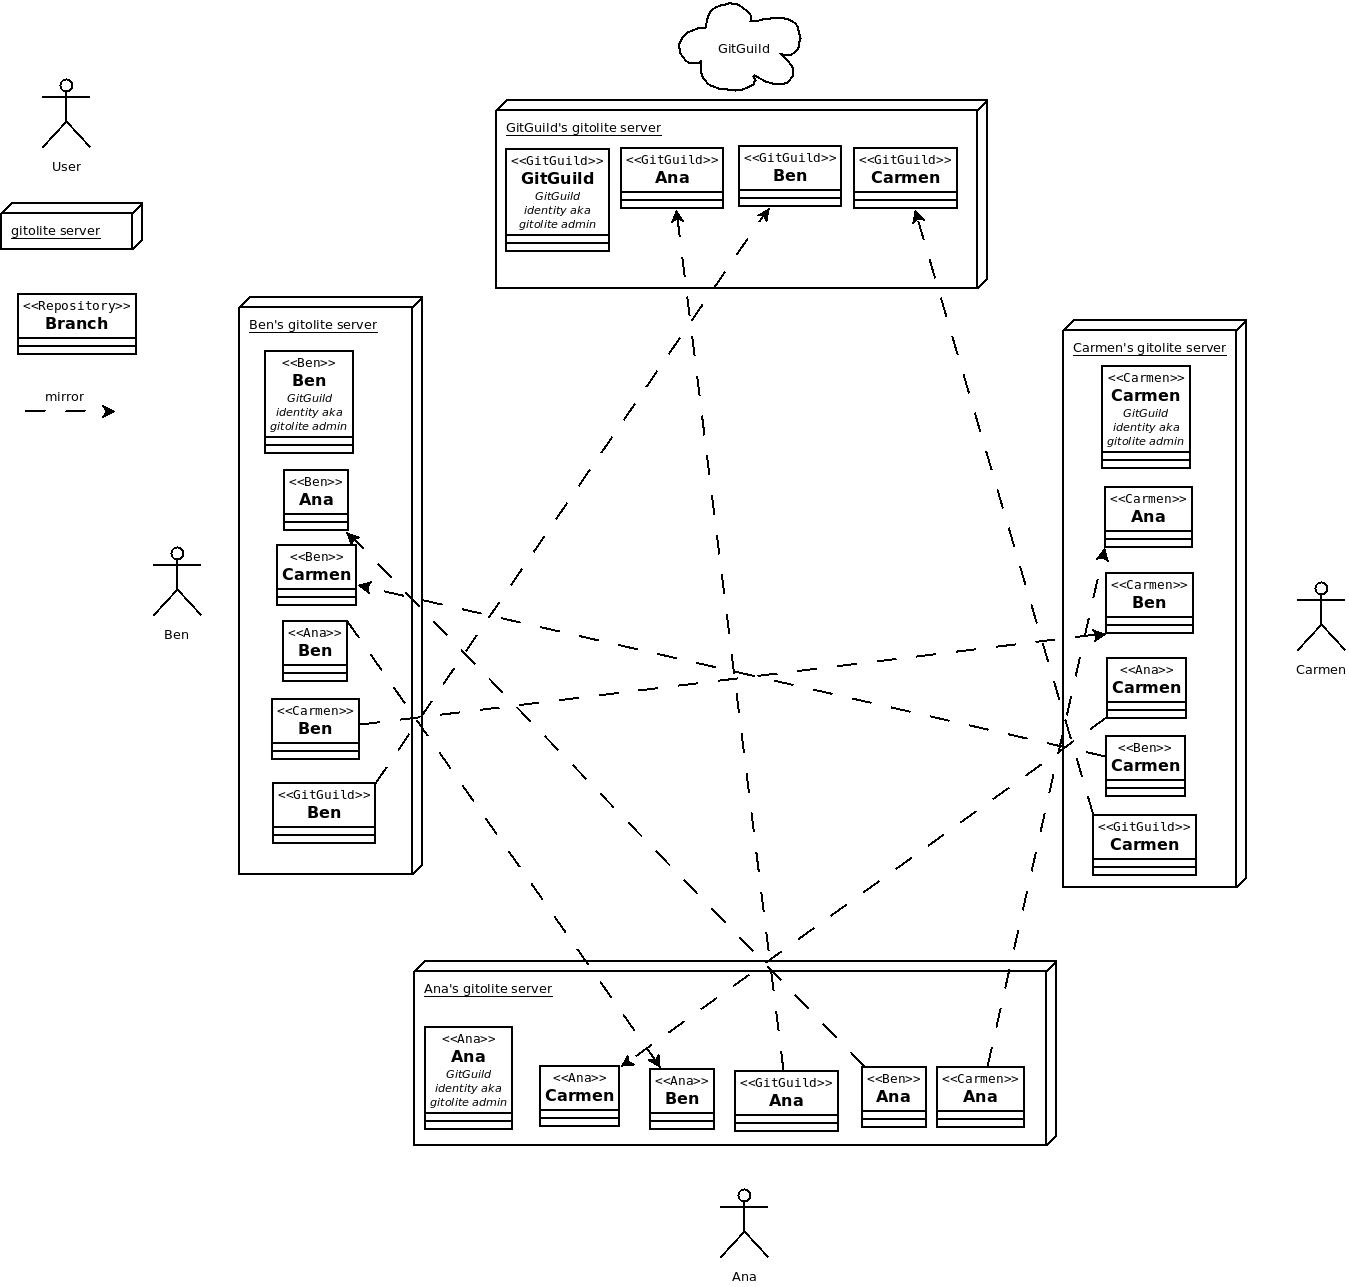 GitGuild
User
gitolite server
<<Repository>>
Branch
mirror
GitGuild's gitolite server
<<GitGuild>>
GitGuild
GitGuild
identity aka
gitolite admin
<<GitGuild>>
Ana
<<GitGuild>>
Ben
<<GitGuild>>
Carmen
Ben's gitolite server
<<Ben>>
Ben
GitGuild
identity aka
gitolite admin
<<Ben>>
Ana
<<Ben>>
Carmen
<<Ana>>
Ben
<<Carmen>>
Ben
<<GitGuild>>
Ben
Ben
Carmen's gitolite server
<<Carmen>>
Carmen
GitGuild
identity aka
gitolite admin
<<Carmen>>
Ana
<<Carmen>>
Ben
<<Ana>>
Carmen
<<Ben>>
Carmen
<<GitGuild>>
Carmen
Carmen
Ana's gitolite server
<<Ana>>
Ana
GitGuild
identity aka
gitolite admin
<<Ana>>
Carmen
<<Ana>>
Ben
<<GitGuild>>
Ana
<<Ben>>
Ana
<<Carmen>>
Ana
Ana